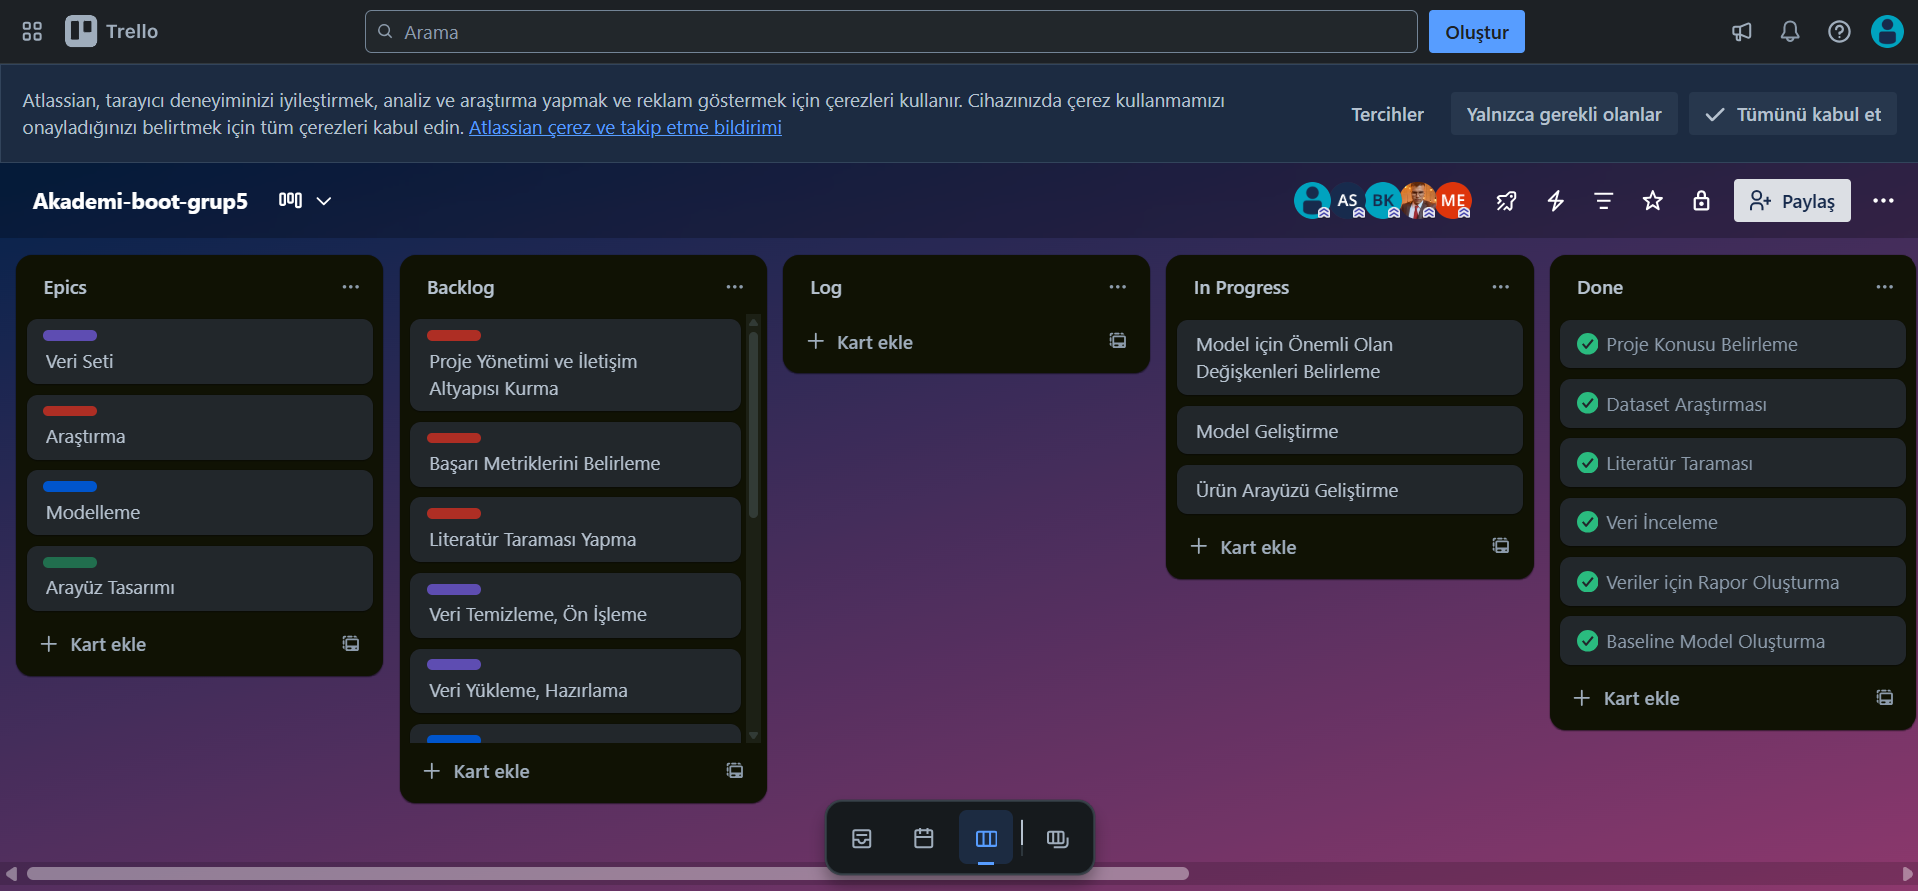 Trello
Arama
Oluştur
Atlassian, tarayıcı deneyiminizi iyileştirmek, analiz ve araştırma yapmak ve reklam göstermek için çerezleri kullanır. Cihazınızda çerez kullanmamızı
onayladığınızı belirtmek için tüm çerezleri kabul edin. Atlassian çerez ve takip etme bildirimi
Tercihler
Yalnızca gerekli olanlar
Tümünü kabul et
Akademi-boot-grup5
AS
BK
ME
Paylaş
Epics
Veri Seti
Araştırma
Modelleme
Arayüz Tasarımı
Kart ekle
Backlog
Proje Yönetimi ve İletişim
Altyapısı Kurma
Başarı Metriklerini Belirleme
Literatür Taraması Yapma
Veri Temizleme, Ön İşleme
Veri Yükleme, Hazırlama
Kart ekle
Log
Kart ekle
In Progress
Model için Önemli Olan
Değişkenleri Belirleme
Model Geliştirme
Ürün Arayüzü Geliştirme
Kart ekle
Done
Proje Konusu Belirleme
Dataset Araştırması
Literatür Taraması
Veri İnceleme
Veriler için Rapor Oluşturma
Baseline Model Oluşturma
Kart ekle